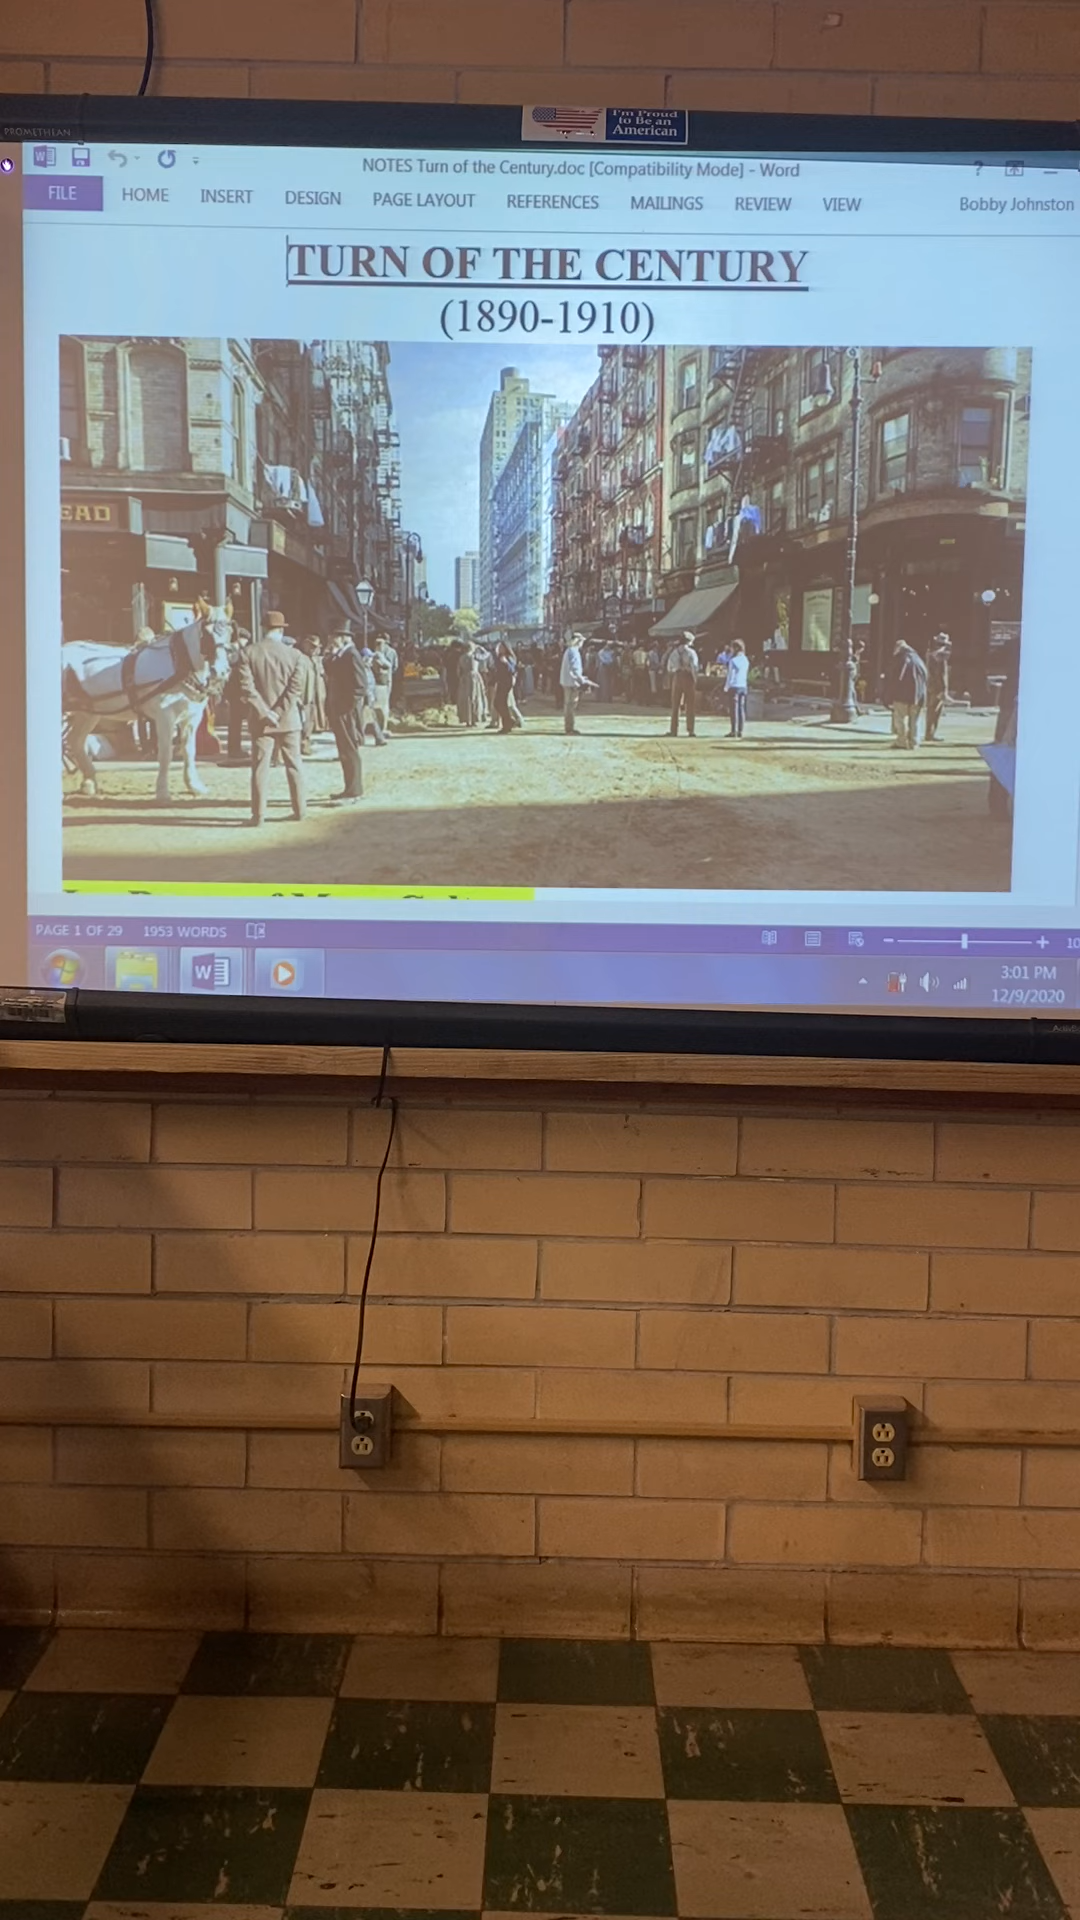 I'm Proud
to Be an
American
PROMETHEAN
NOTES Turn of the Century.doc [Compatibility Mode] - Word
?
FILE HOME INSERT DESIGN PAGE LAYOUT REFERENCES MAILINGS REVIEW VIEW Bobby Johnston
TURN OF THE CENTURY
(1890-1910)
EAD
PAGE 1 OF 29 1953 WORDS 10
W
3:01 PM
12/9/2020